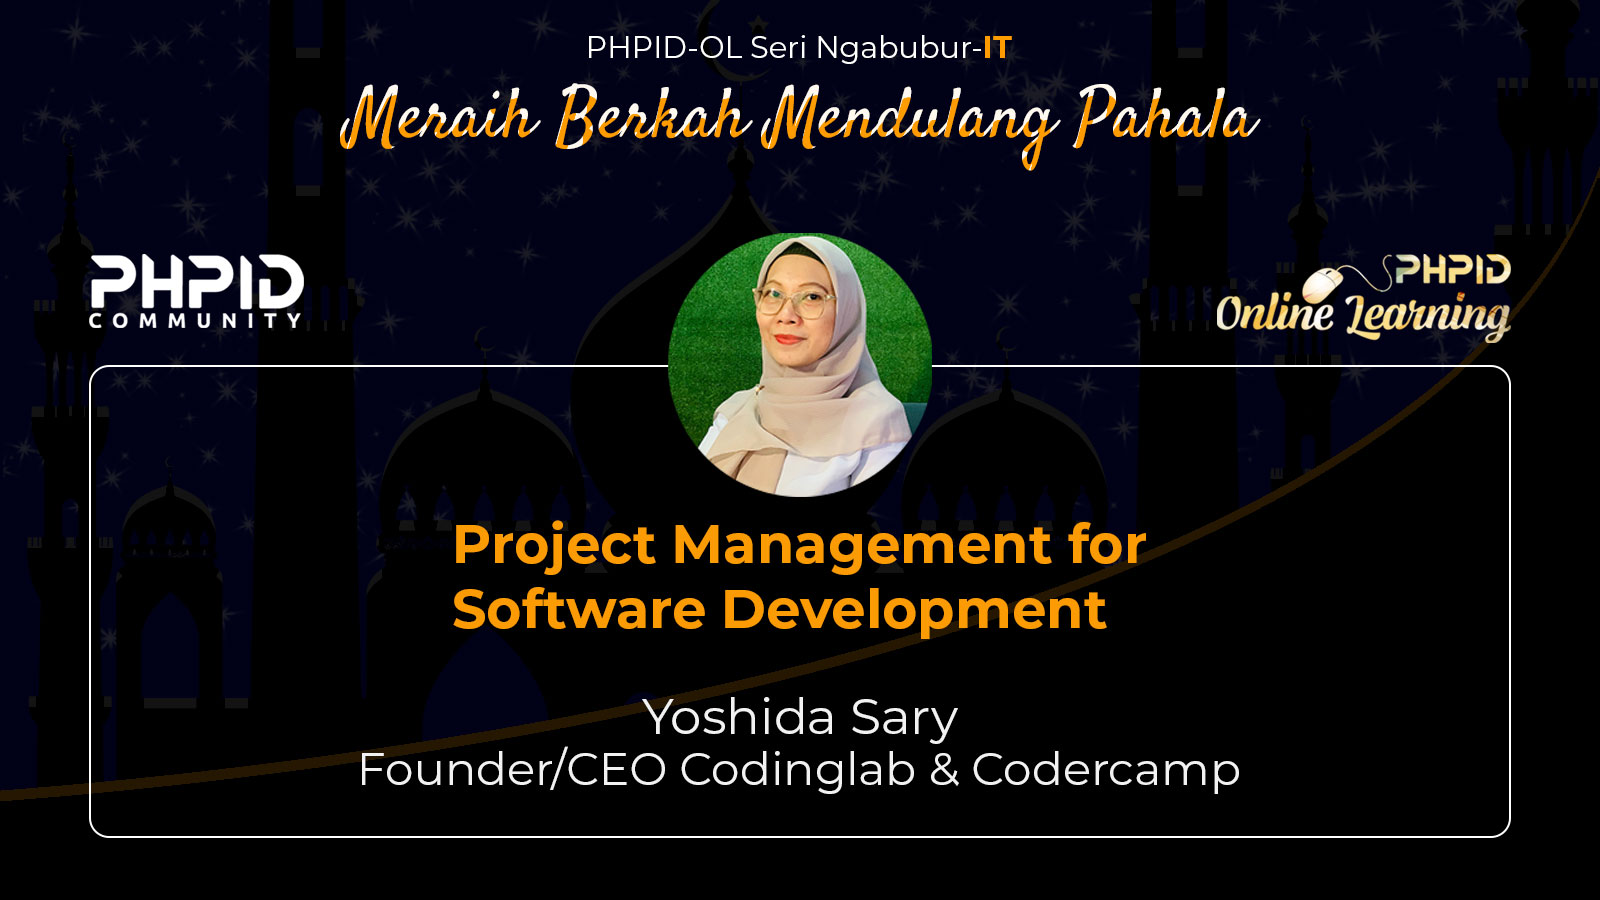 PHPID-OL Seri Ngabubur-IT
Meraih Berkah Mendulang Pahala
PHPID
COMMUNITY
PHPID
Online Learning
Project Management for
Software Development
Yoshida Sary
Founder/CEO Codinglab & Codercamp